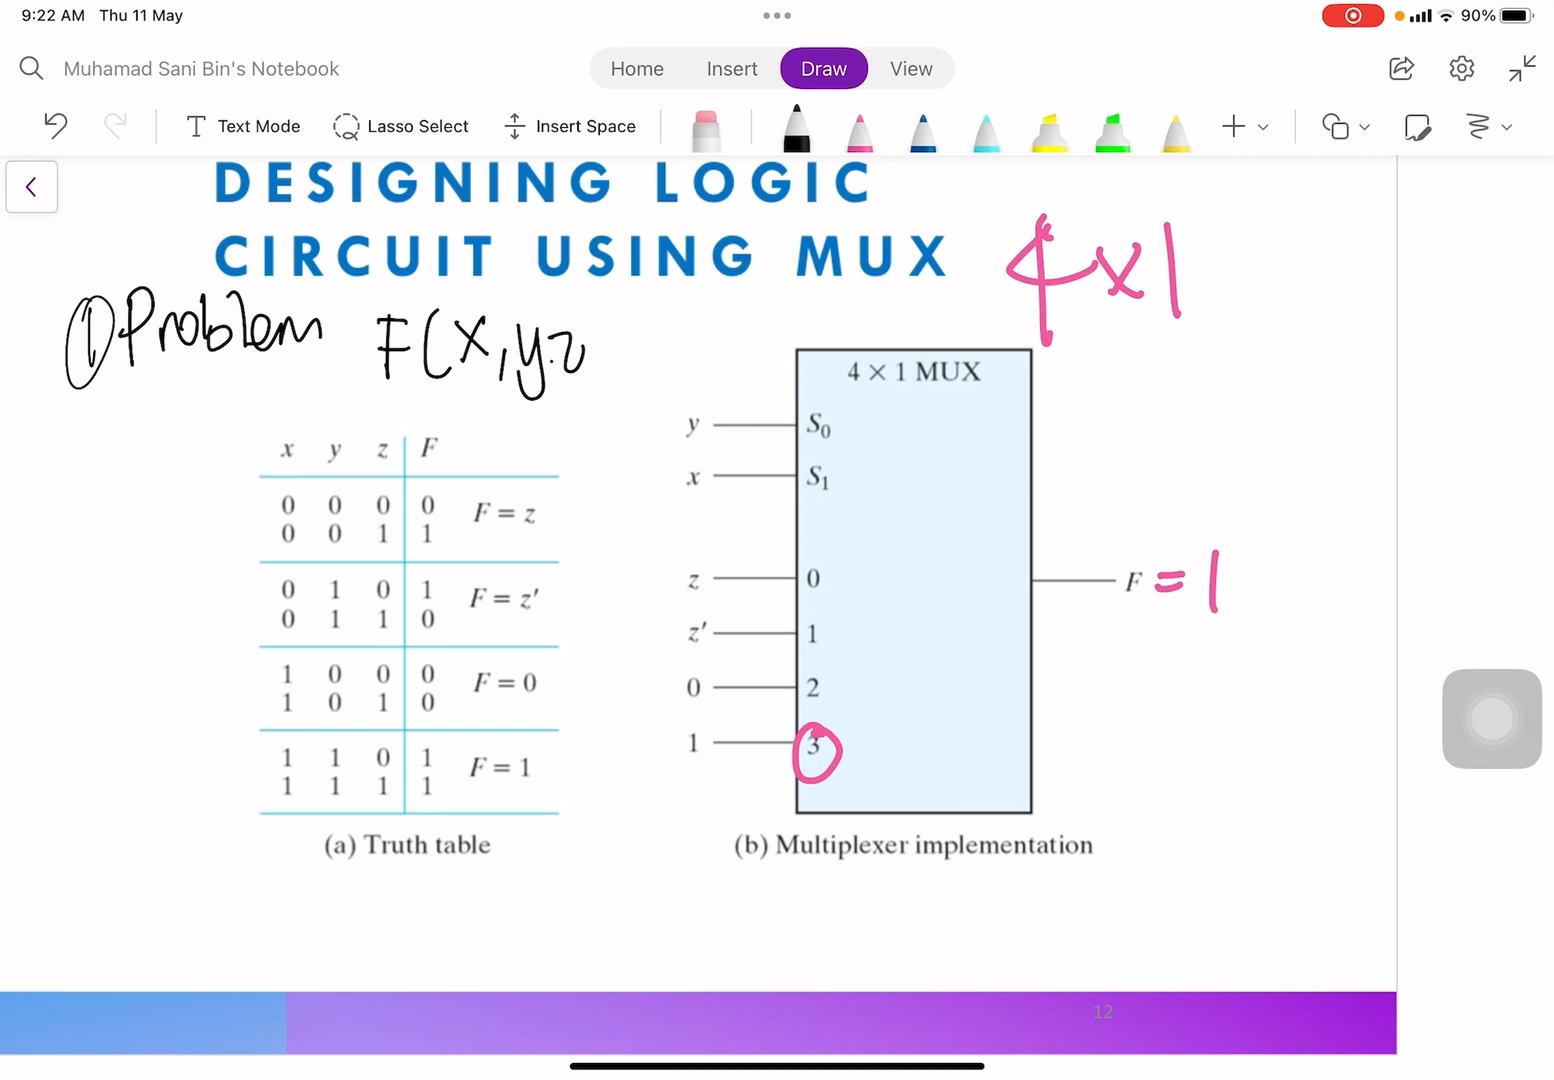 9:22 AM Thu 11 May
90%
Muhamad Sani Bin's Notebook
Home Insert Draw View
Text Mode Lasso Select Insert Space
DESIGNING LOGIC
CIRCUIT USING MUX
4x1
① Problem F(x,y.z
4 × 1 MUX
y S0
x S1
z 0
z' 1
0 2
1 3
F = 1
x y z F
0 0 0 0 F = z
0 0 1 1
0 1 0 1 F = z'
0 1 1 0
1 0 0 0 F = 0
1 0 1 0
1 1 0 1 F = 1
1 1 1 1
(a) Truth table
(b) Multiplexer implementation
12